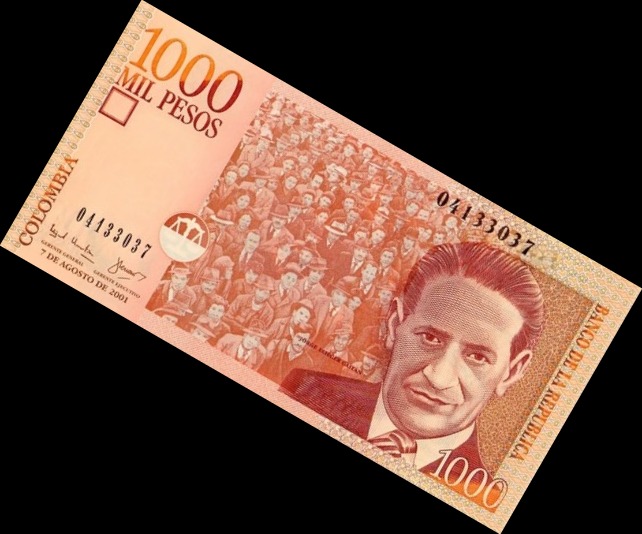 1000
MIL PESOS
COLOMBIA
04133037
GERENTE GENERAL
GERENTE EJECUTIVO
7 DE AGOSTO DE 2001
04133037
JORGE ELIÉCER GAITÁN
BANCO DE LA REPUBLICA
1000